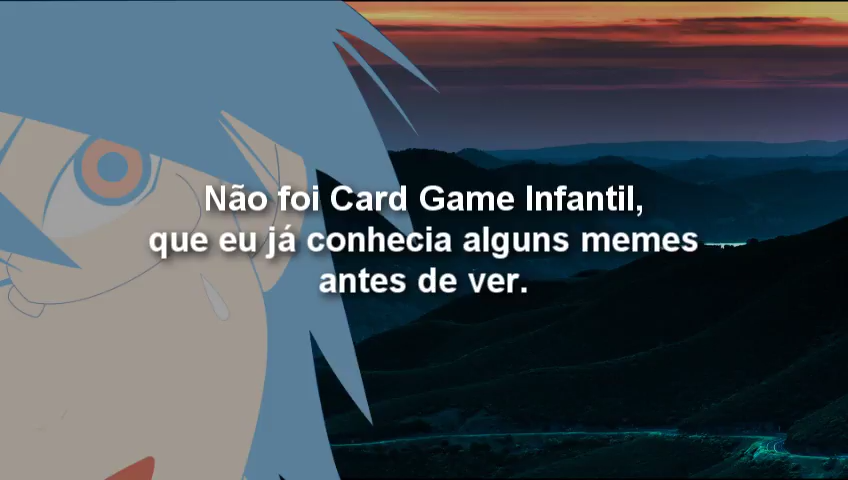 Não foi Card Game Infantil,
que eu já conhecia alguns memes
antes de ver.